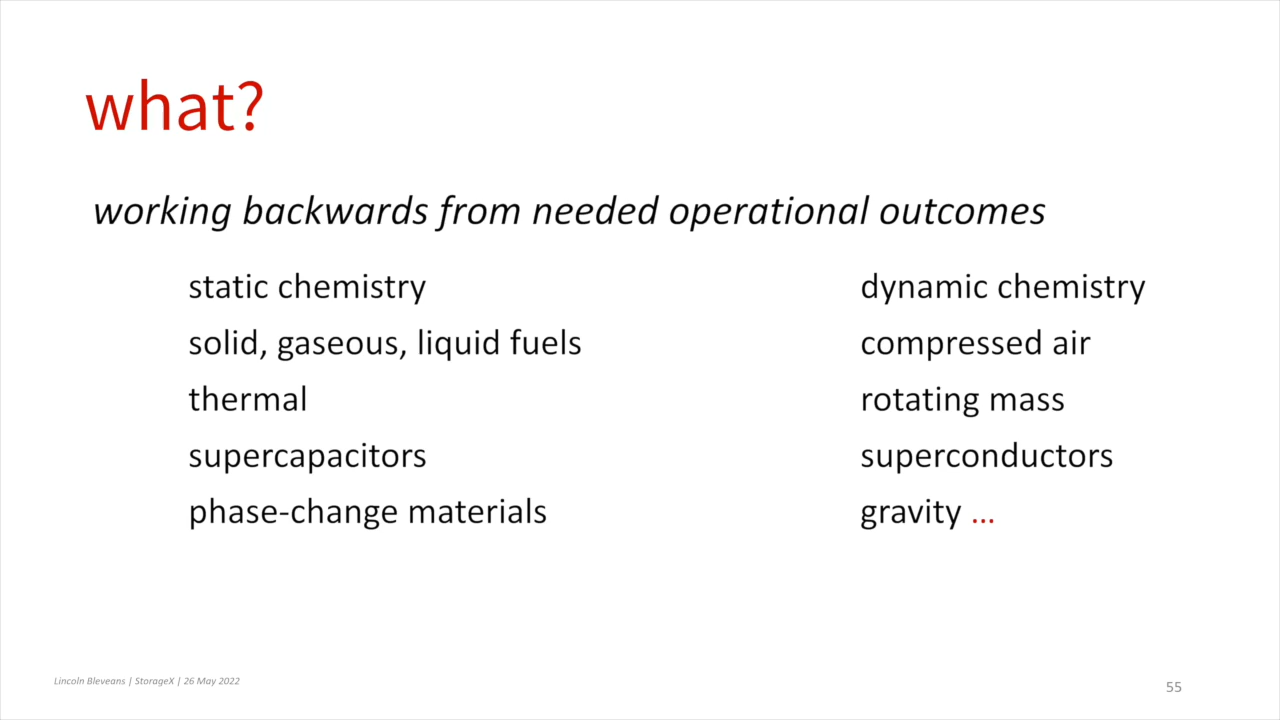 what?
working backwards from needed operational outcomes
static chemistry
solid, gaseous, liquid fuels
thermal
supercapacitors
phase-change materials
dynamic chemistry
compressed air
rotating mass
superconductors
gravity ...
Lincoln Bleveans | StorageX | 26 May 2022
55